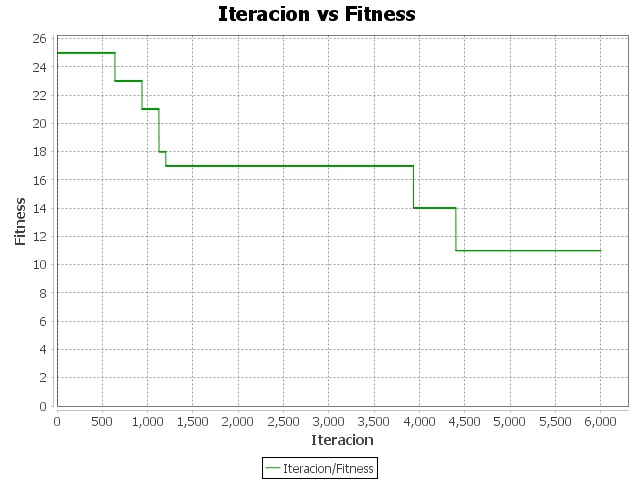 Iteracion vs Fitness
26
24
22
20
18
16
14
12
10
8
6
4
2
0
Fitness
0 500 1,000 1,500 2,000 2,500 3,000 3,500 4,000 4,500 5,000 5,500 6,000
Iteracion
Iteracion/Fitness